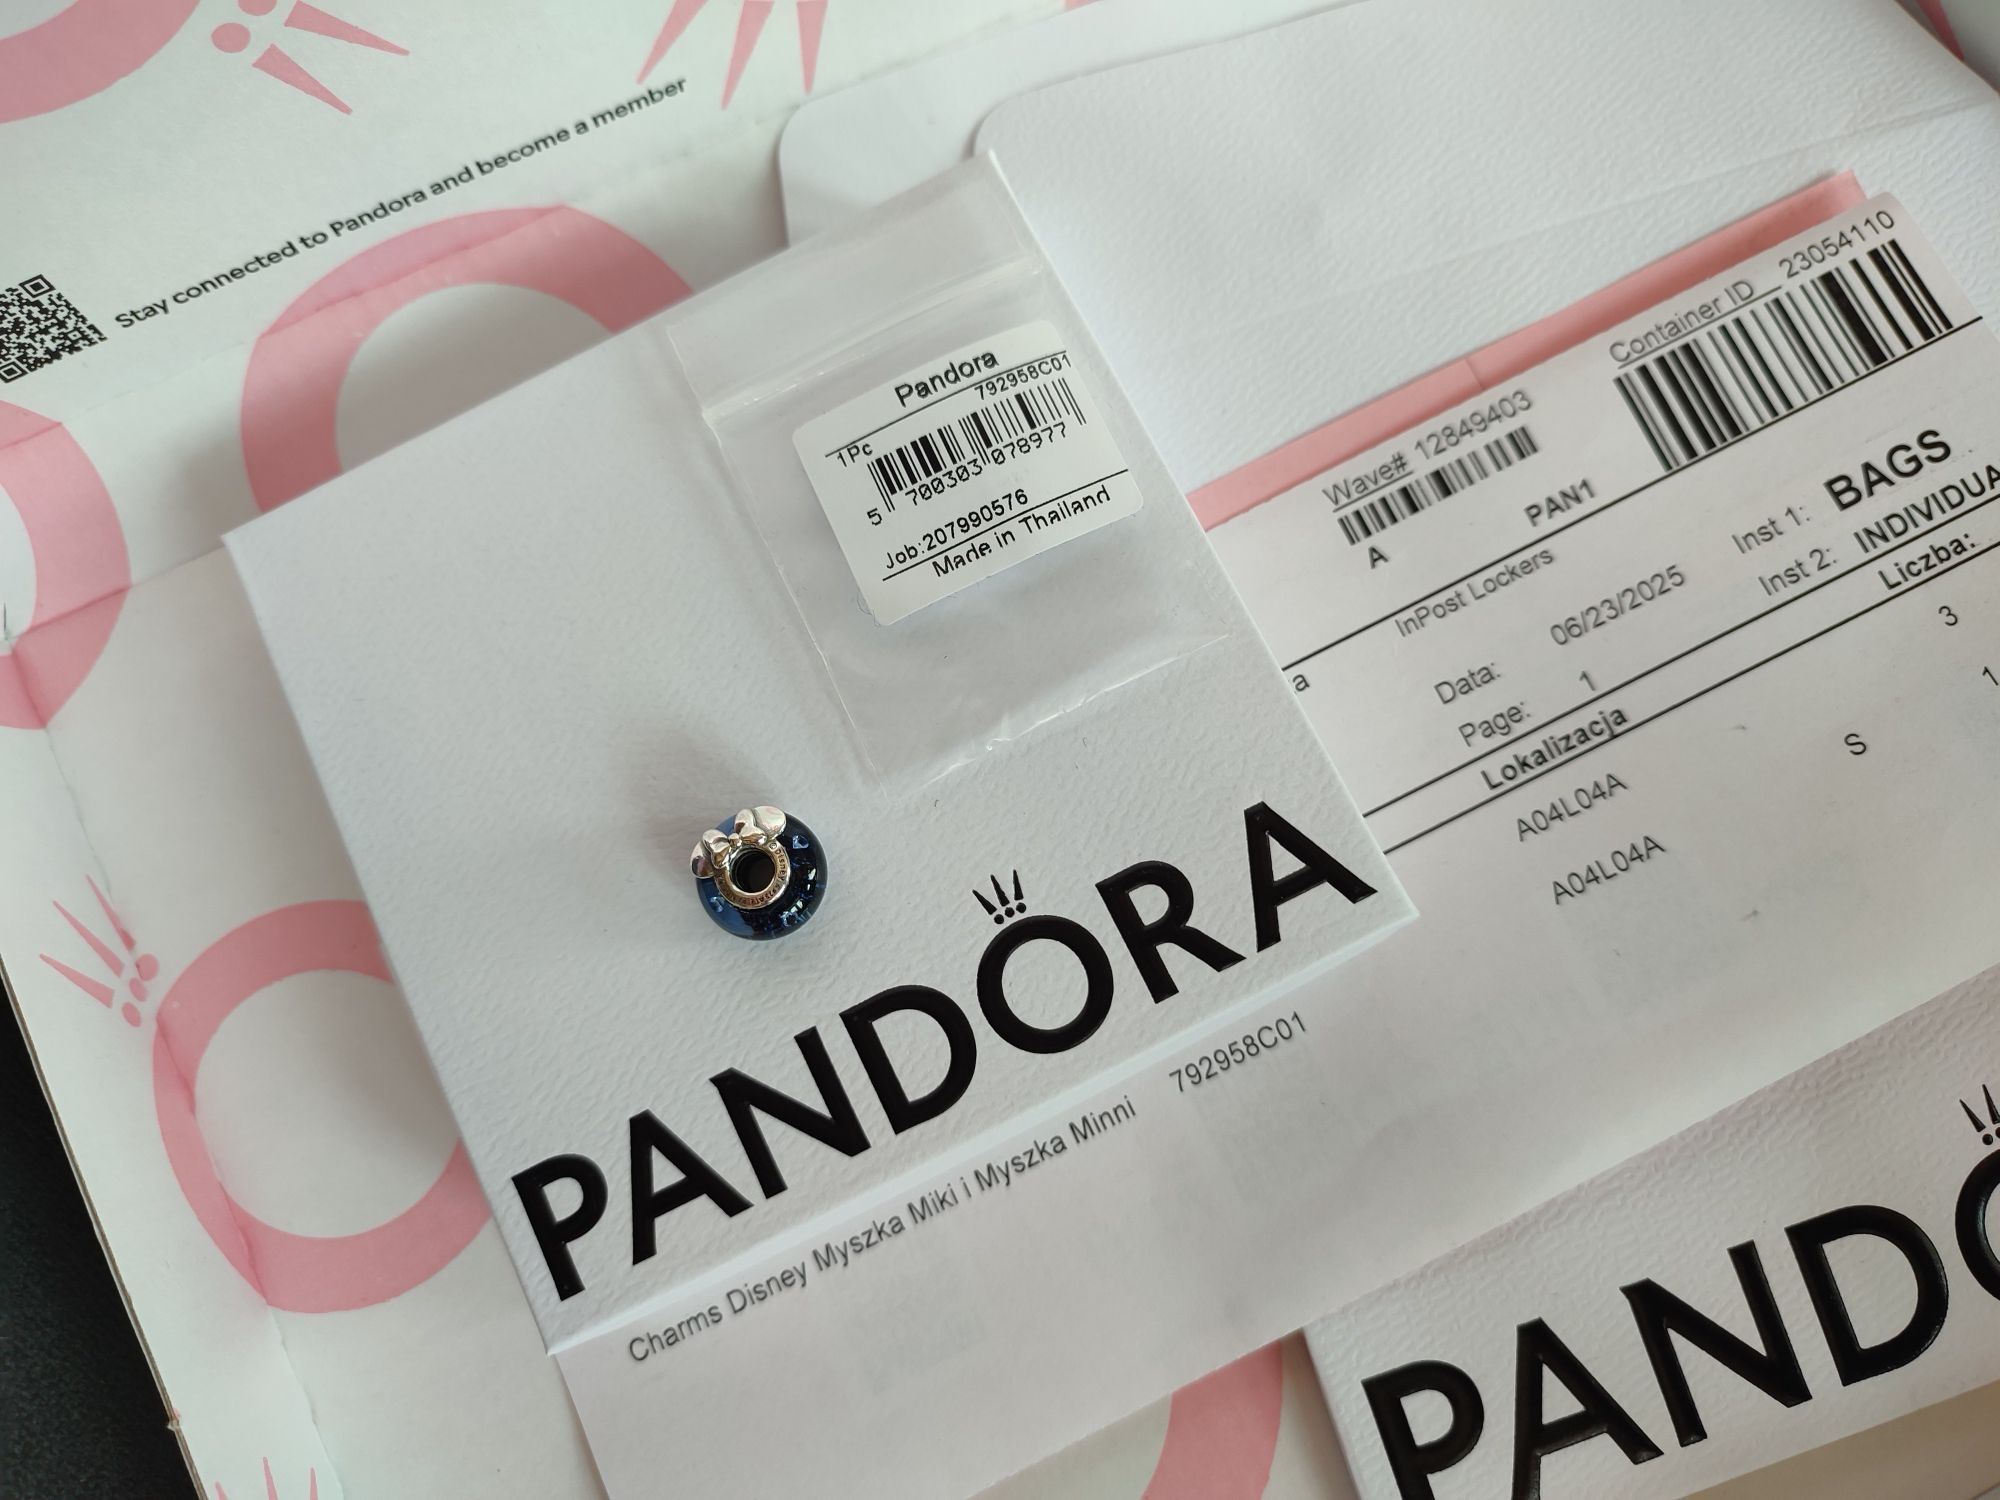 Stay connected to Pandora and become a member
Pandora
792958C01
1Pc
5 700303 078977
Job:207990576
Made in Thailand
PANDORA
Container ID 23054110
Wave# 12849403
A
PAN1
Inst 1: BAGS
InPost Lockers
Inst 2: INDIVIDUA
Data: 06/23/2025
Liczba:
a
Page: 1
3
Lokalizacja
1
A04L04A
S
A04L04A
Charms Disney Myszka Miki i Myszka Minni 792958C01
PANDO